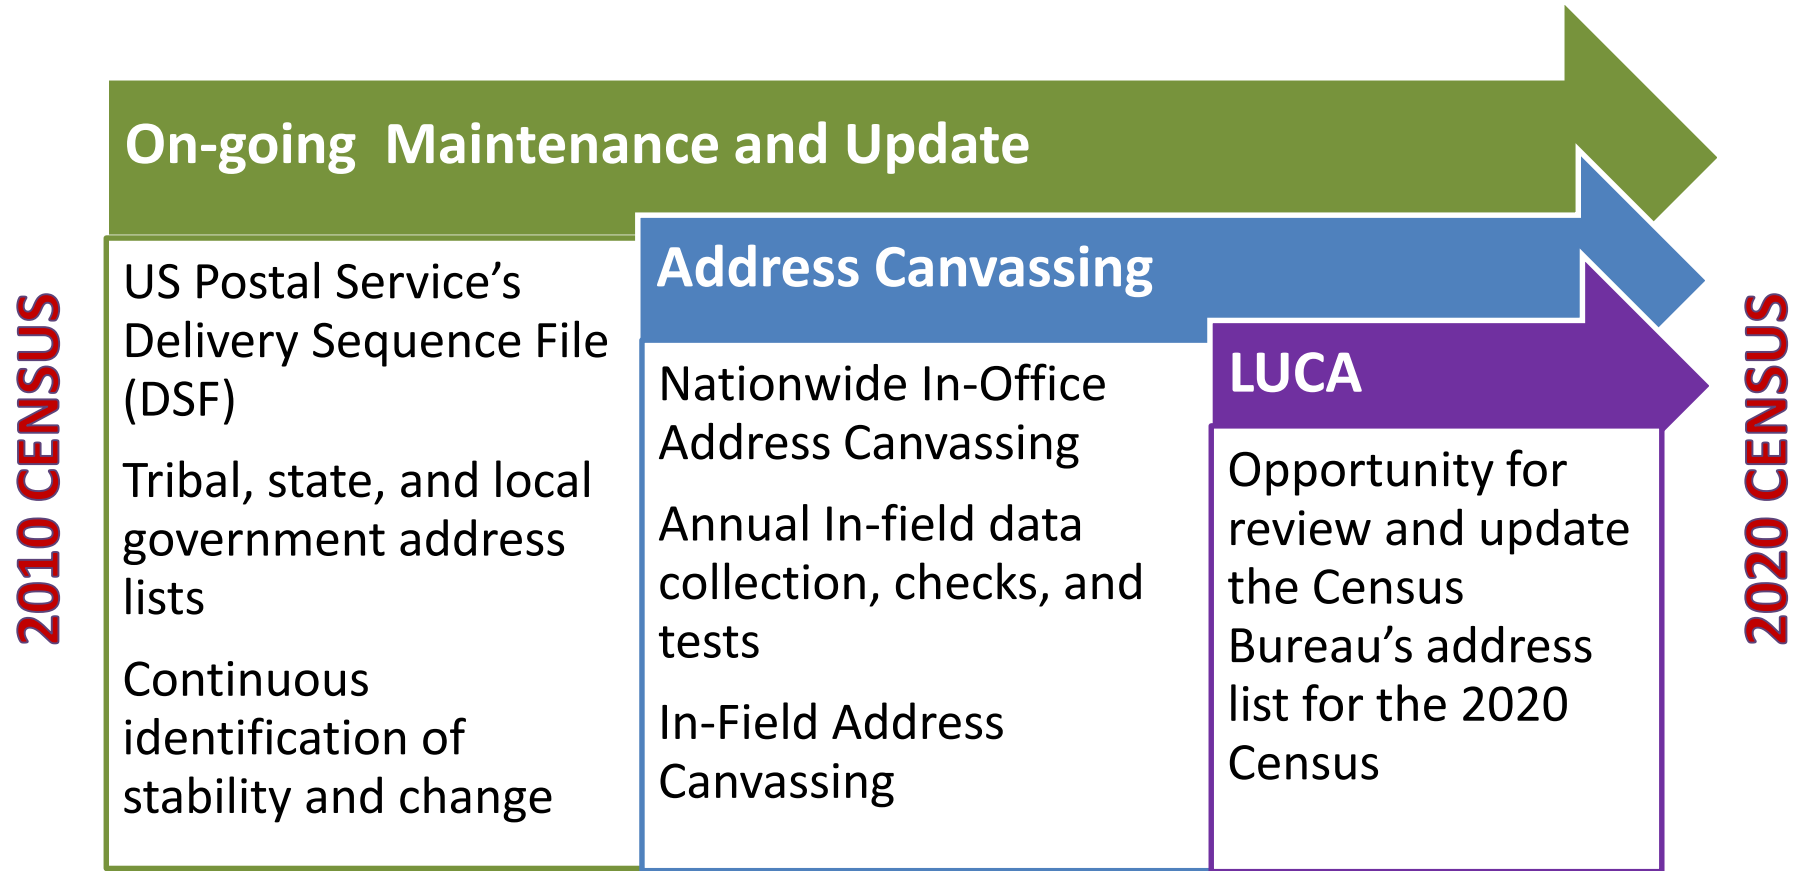 2010 CENSUS
On-going  Maintenance and Update
US Postal Service’s
Delivery Sequence File
(DSF)
Tribal, state, and local
government address
lists
Continuous
identification of
stability and change
Address Canvassing
Nationwide In-Office
Address Canvassing
Annual In-field data
collection, checks, and
tests
In-Field Address
Canvassing
LUCA
Opportunity for
review and update
the Census
Bureau’s address
list for the 2020
Census
2020 CENSUS